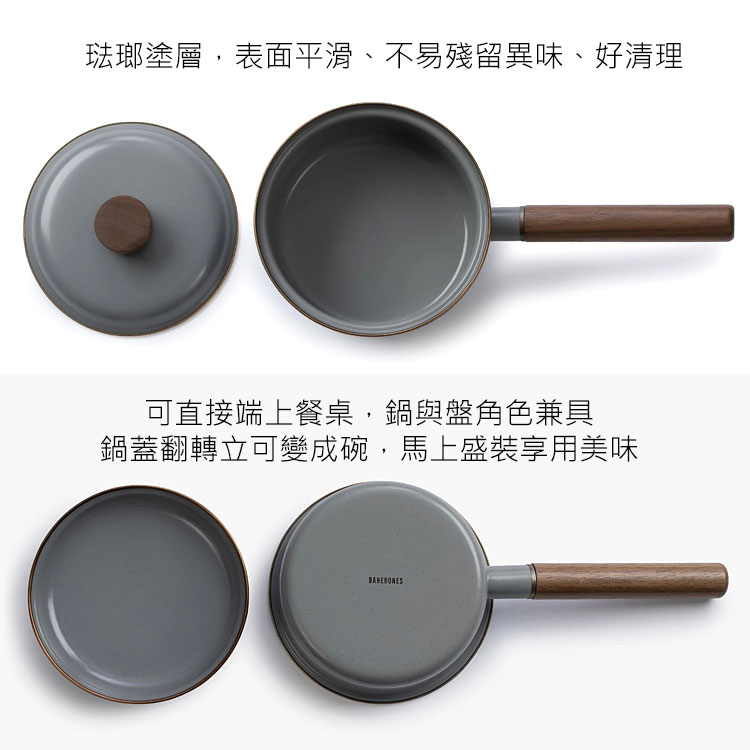 琺瑯塗層，表面平滑、不易殘留異味、好清理
可直接端上餐桌，鍋與盤角色兼具
鍋蓋翻轉立可變成碗，馬上盛裝享用美味
BAREBONES